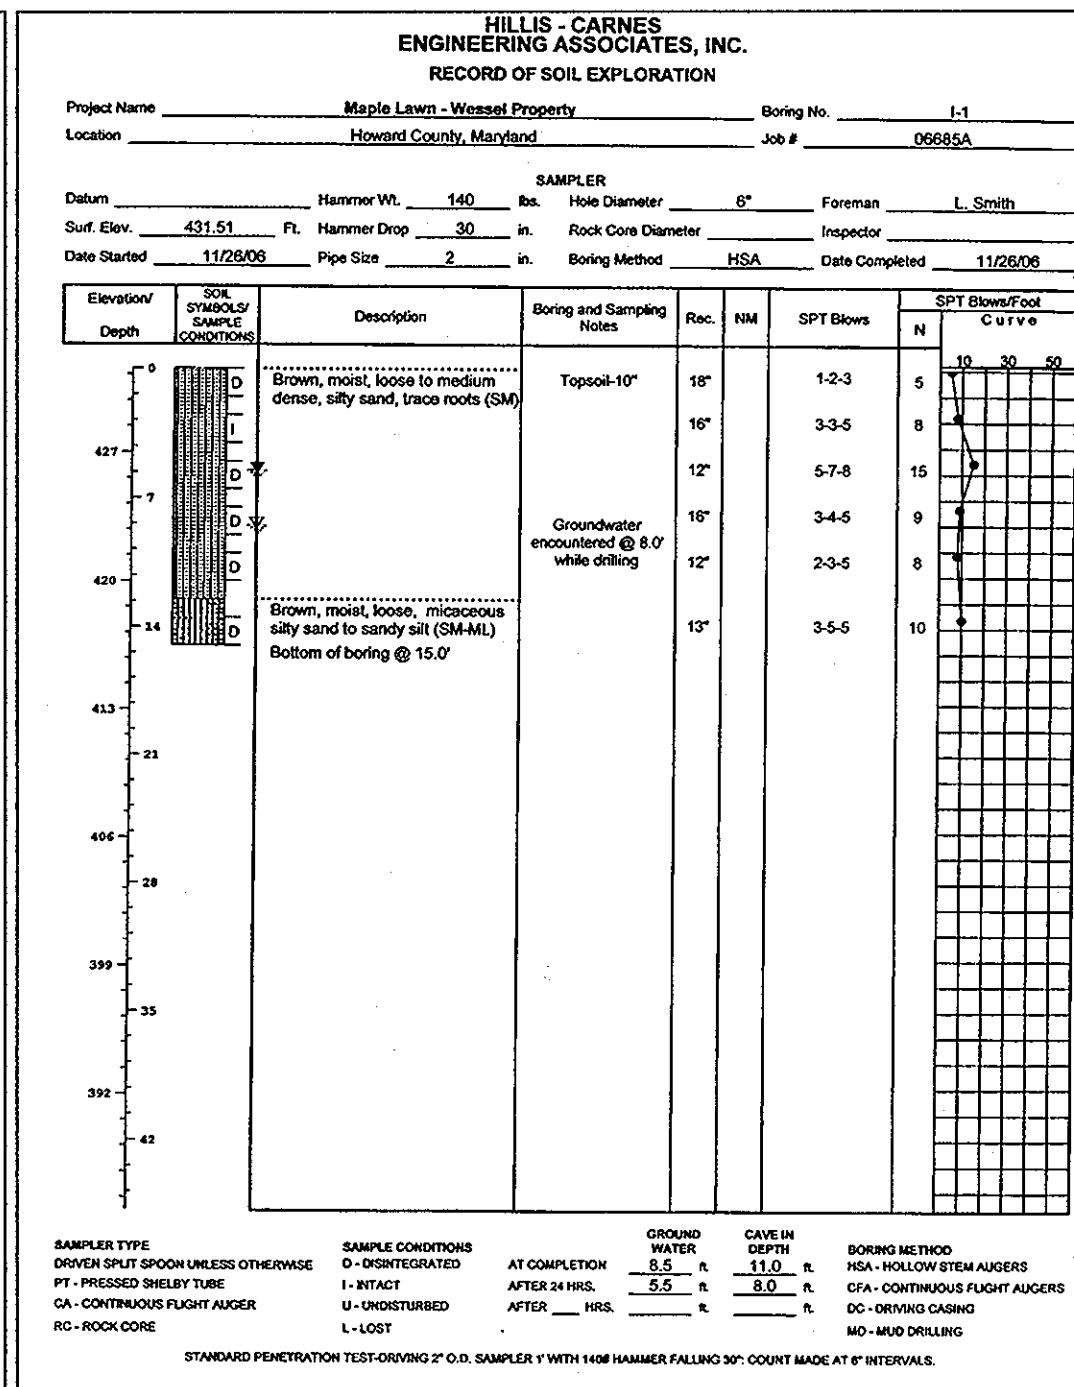 HILLIS - CARNES
ENGINEERING ASSOCIATES, INC.
RECORD OF SOIL EXPLORATION
Project Name Maple Lawn - Wessel Property Boring No. I-1
Location Howard County, Maryland Job # 06685A
SAMPLER
Datum Hammer Wt. 140 lbs. Hole Diameter 6" Foreman L. Smith
Surf. Elev. 431.51 Ft. Hammer Drop 30 in. Rock Core Diameter Inspector
Date Started 11/26/06 Pipe Size 2 in. Boring Method HSA Date Completed 11/26/06
Elevation/ Depth SOIL SYMBOLS/ SAMPLE CONDITIONS Description Boring and Sampling Notes Rec. NM SPT Blows SPT Blows/Foot N Curve
10 30 50
0 D Brown, moist, loose to medium Topsoil-10" 18" 1-2-3 5
dense, silty sand, trace roots (SM)
I 16" 3-3-5 8
427
D 12" 5-7-8 15
7
D 16" 3-4-5 9
Groundwater
encountered @ 8.0'
while drilling
D 12" 2-3-5 8
420
Brown, moist, loose, micaceous
14 D silty sand to sandy silt (SM-ML) 13" 3-5-5 10
Bottom of boring @ 15.0'
413
21
406
28
399
35
392
42
GROUND WATER CAVE IN DEPTH
SAMPLER TYPE SAMPLE CONDITIONS BORING METHOD
DRIVEN SPLIT SPOON UNLESS OTHERWISE D - DISINTEGRATED AT COMPLETION 8.5 ft. 11.0 ft. HSA - HOLLOW STEM AUGERS
PT - PRESSED SHELBY TUBE I - INTACT AFTER 24 HRS. 5.5 ft. 8.0 ft. CFA - CONTINUOUS FLIGHT AUGERS
CA - CONTINUOUS FLIGHT AUGER U - UNDISTURBED AFTER ___ HRS. ft. ft. DC - DRIVING CASING
RC - ROCK CORE L - LOST MD - MUD DRILLING
STANDARD PENETRATION TEST-DRIVING 2" O.D. SAMPLER 1' WITH 140# HAMMER FALLING 30": COUNT MADE AT 6" INTERVALS.